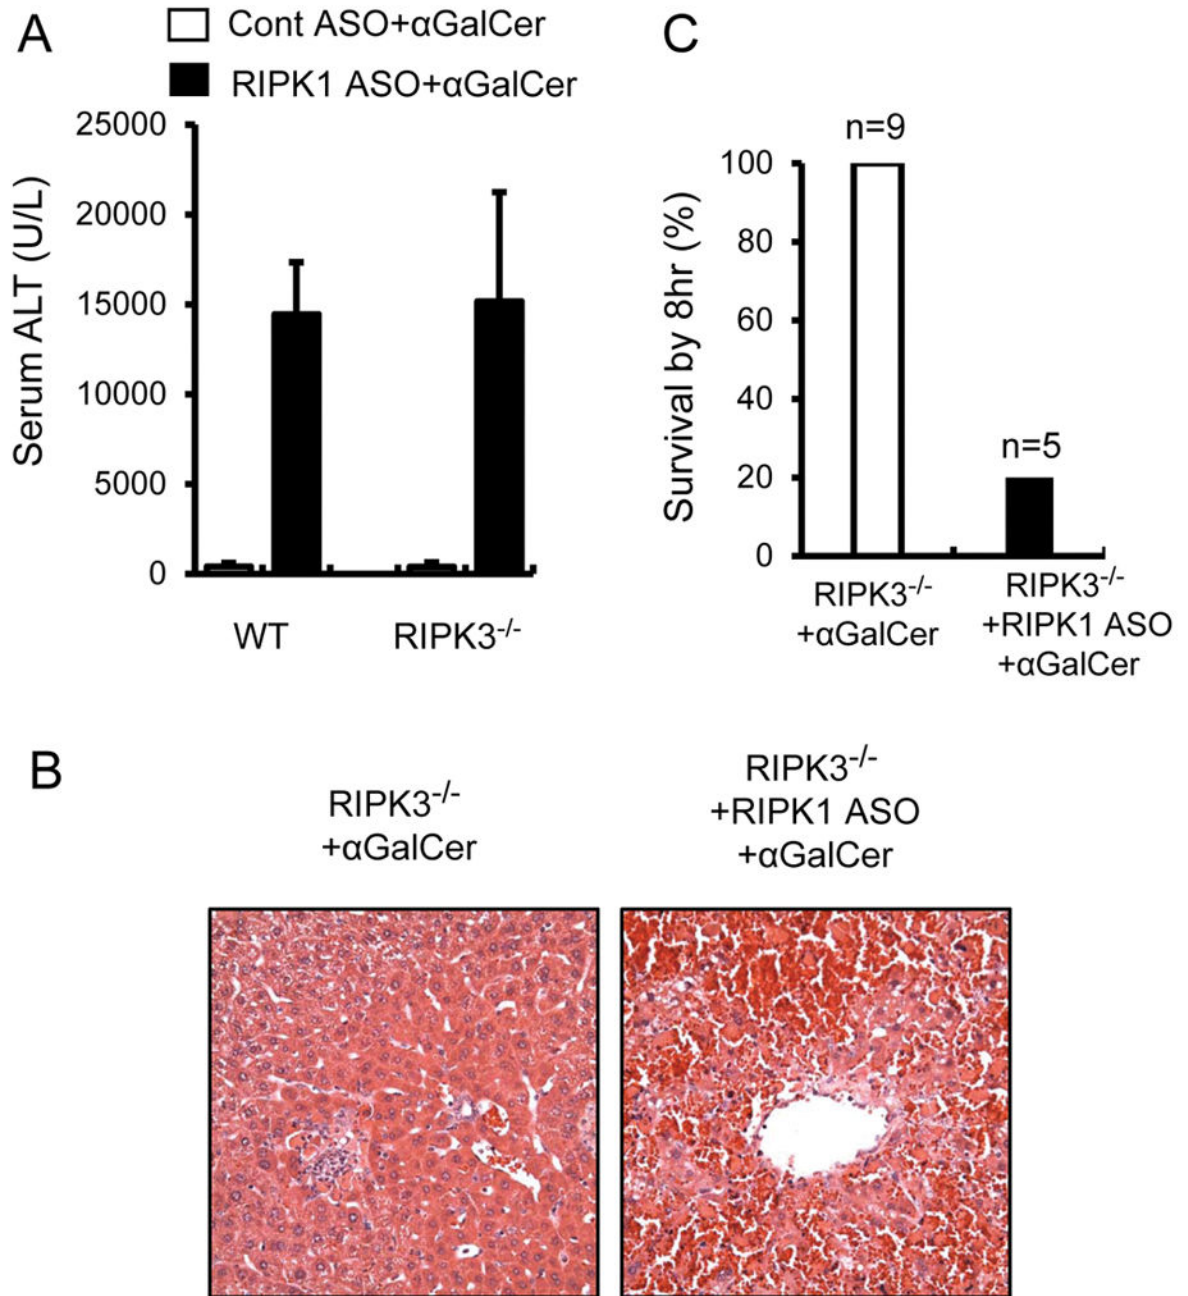 A
Cont ASO+αGalCer
RIPK1 ASO+αGalCer
Serum ALT (U/L)
25000
20000
15000
10000
5000
0
WT
RIPK3-/-
C
Survival by 8hr (%)
100
80
60
40
20
0
n=9
n=5
RIPK3-/-
+αGalCer
RIPK3-/-
+RIPK1 ASO
+αGalCer
B
RIPK3-/-
+αGalCer
RIPK3-/-
+RIPK1 ASO
+αGalCer